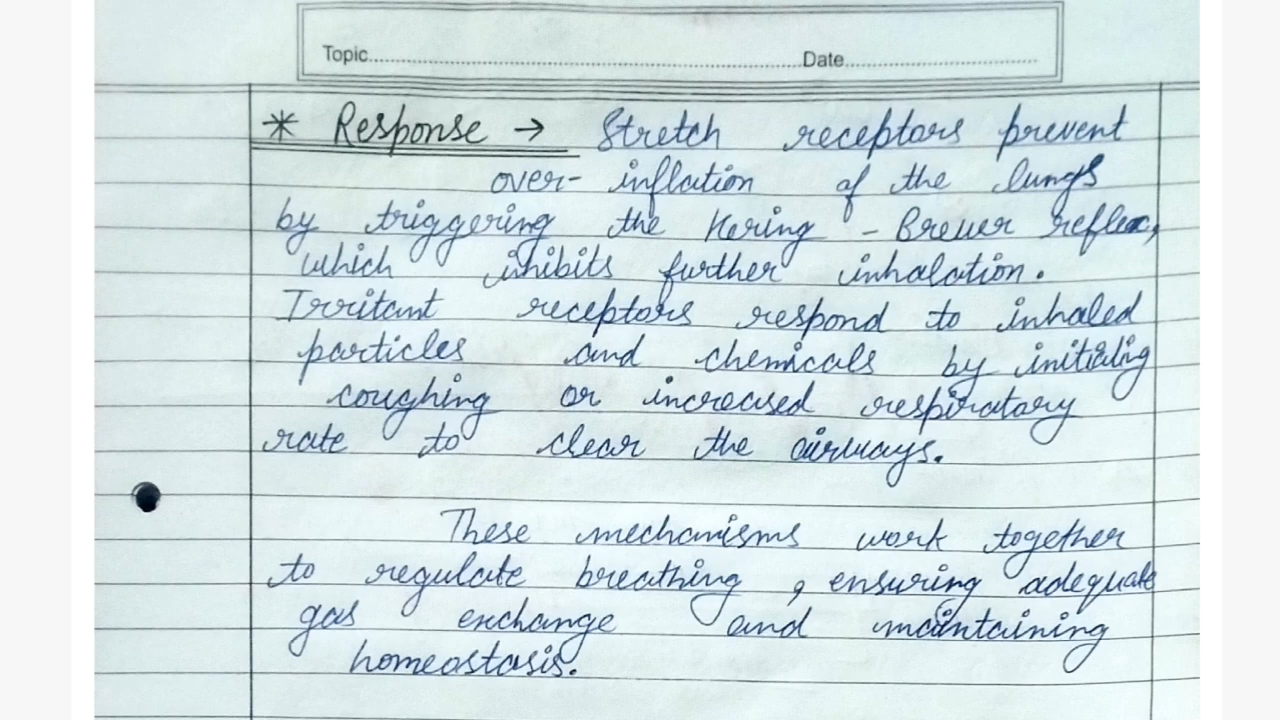 Topic Date
* Response → Stretch receptors prevent
over- inflation of the lungs
by triggering the Hering - Breuer reflex,
which inhibits further inhalation.
Irritant receptors respond to inhaled
particles and chemicals by initiating
coughing or increased respiratory
rate to clear the airways.
These mechanisms work together
to regulate breathing , ensuring adequate
gas exchange and maintaining
homeostasis.